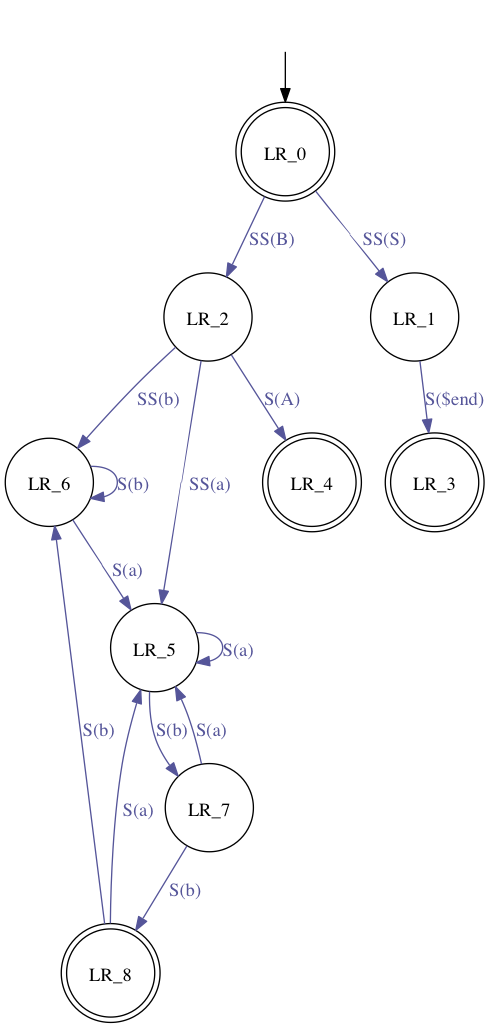 LR_0
SS(B)
SS(S)
LR_2
LR_1
SS(b)
S(A)
S($end)
LR_6
S(b)
SS(a)
LR_4
LR_3
S(a)
LR_5
S(a)
S(b)
S(b)
S(a)
S(a)
LR_7
S(b)
LR_8